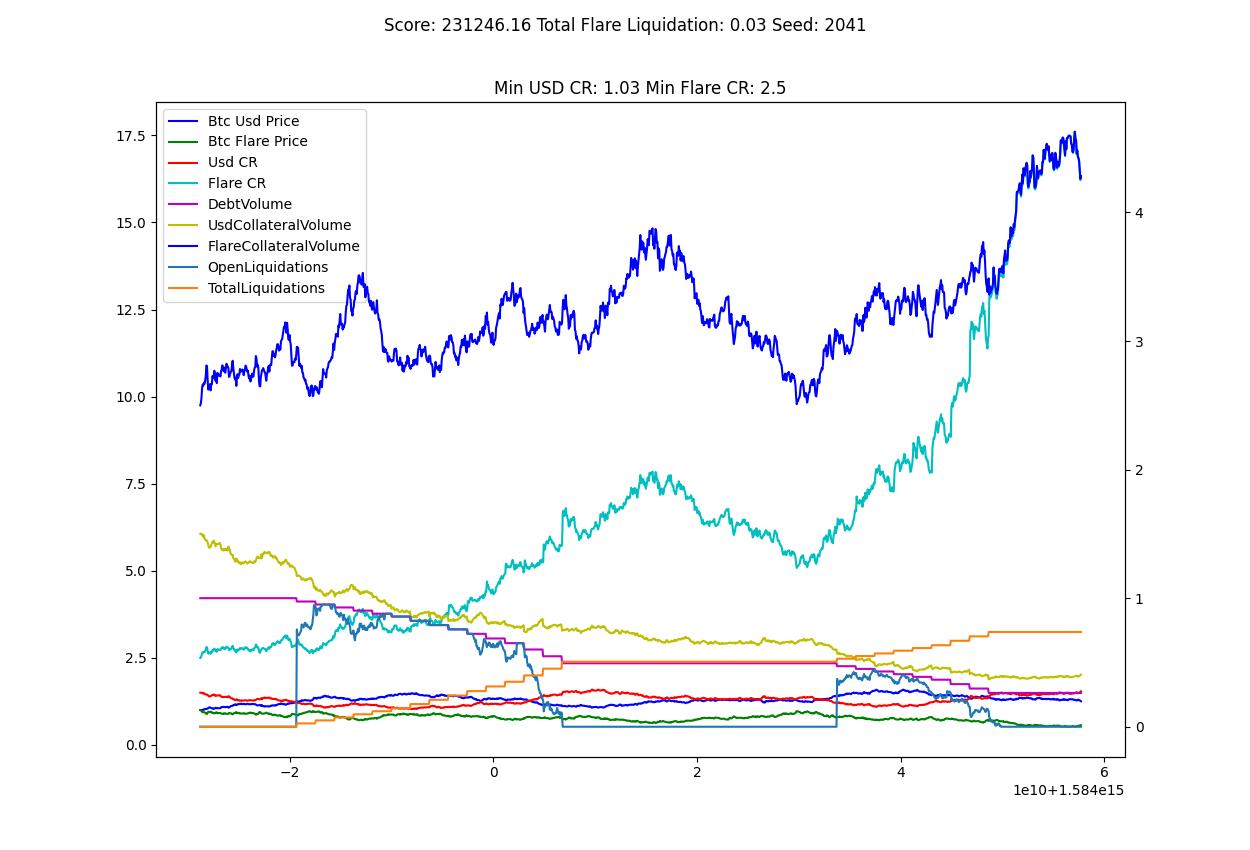 Score: 231246.16 Total Flare Liquidation: 0.03 Seed: 2041
Min USD CR: 1.03 Min Flare CR: 2.5
Btc Usd Price
Btc Flare Price
Usd CR
Flare CR
DebtVolume
UsdCollateralVolume
FlareCollateralVolume
OpenLiquidations
TotalLiquidations
17.5
15.0
12.5
10.0
7.5
5.0
2.5
0.0
4
3
2
1
0
−2
0
2
4
6
1e10+1.584e15